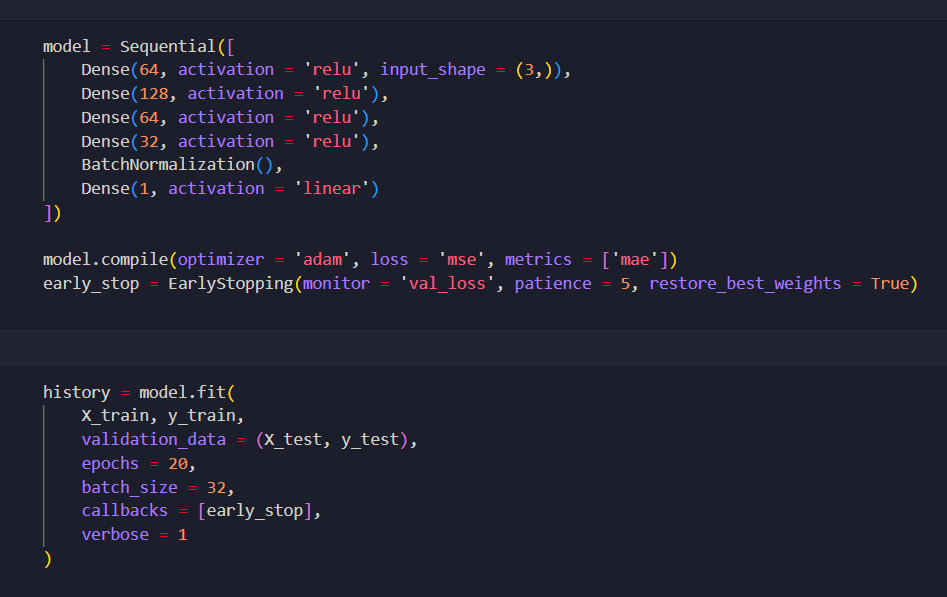 model = Sequential([
    Dense(64, activation = 'relu', input_shape = (3,)),
    Dense(128, activation = 'relu'),
    Dense(64, activation = 'relu'),
    Dense(32, activation = 'relu'),
    BatchNormalization(),
    Dense(1, activation = 'linear')
])
model.compile(optimizer = 'adam', loss = 'mse', metrics = ['mae'])
early_stop = EarlyStopping(monitor = 'val_loss', patience = 5, restore_best_weights = True)
history = model.fit(
    X_train, y_train,
    validation_data = (X_test, y_test),
    epochs = 20,
    batch_size = 32,
    callbacks = [early_stop],
    verbose = 1
)